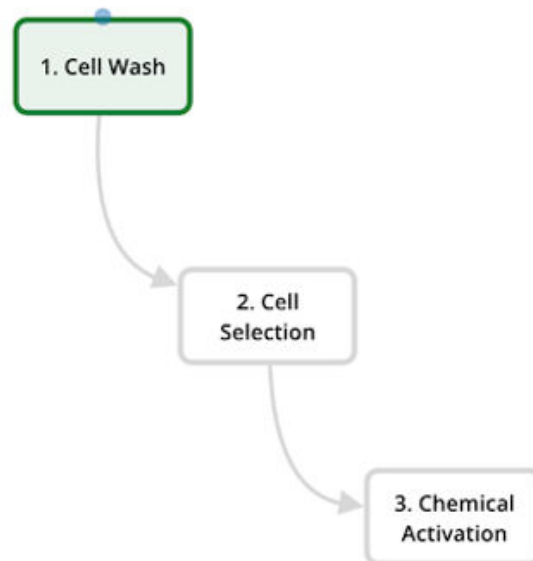 1. Cell Wash
2. Cell
Selection
3. Chemical
Activation